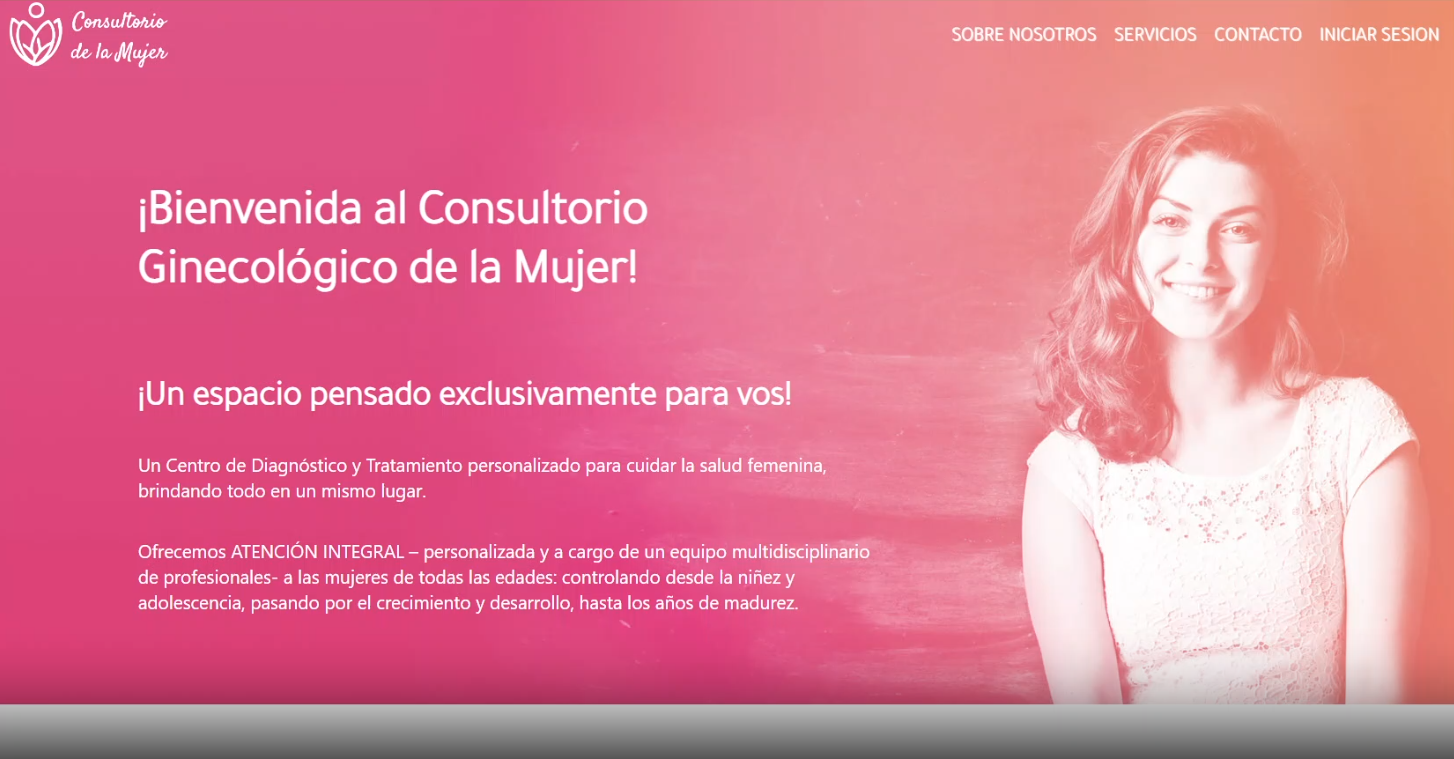 Consultorio
de la Mujer
SOBRE NOSOTROS SERVICIOS CONTACTO INICIAR SESION
¡Bienvenida al Consultorio
Ginecológico de la Mujer!
¡Un espacio pensado exclusivamente para vos!
Un Centro de Diagnóstico y Tratamiento personalizado para cuidar la salud femenina,
brindando todo en un mismo lugar.
Ofrecemos ATENCIÓN INTEGRAL – personalizada y a cargo de un equipo multidisciplinario
de profesionales- a las mujeres de todas las edades: controlando desde la niñez y
adolescencia, pasando por el crecimiento y desarrollo, hasta los años de madurez.